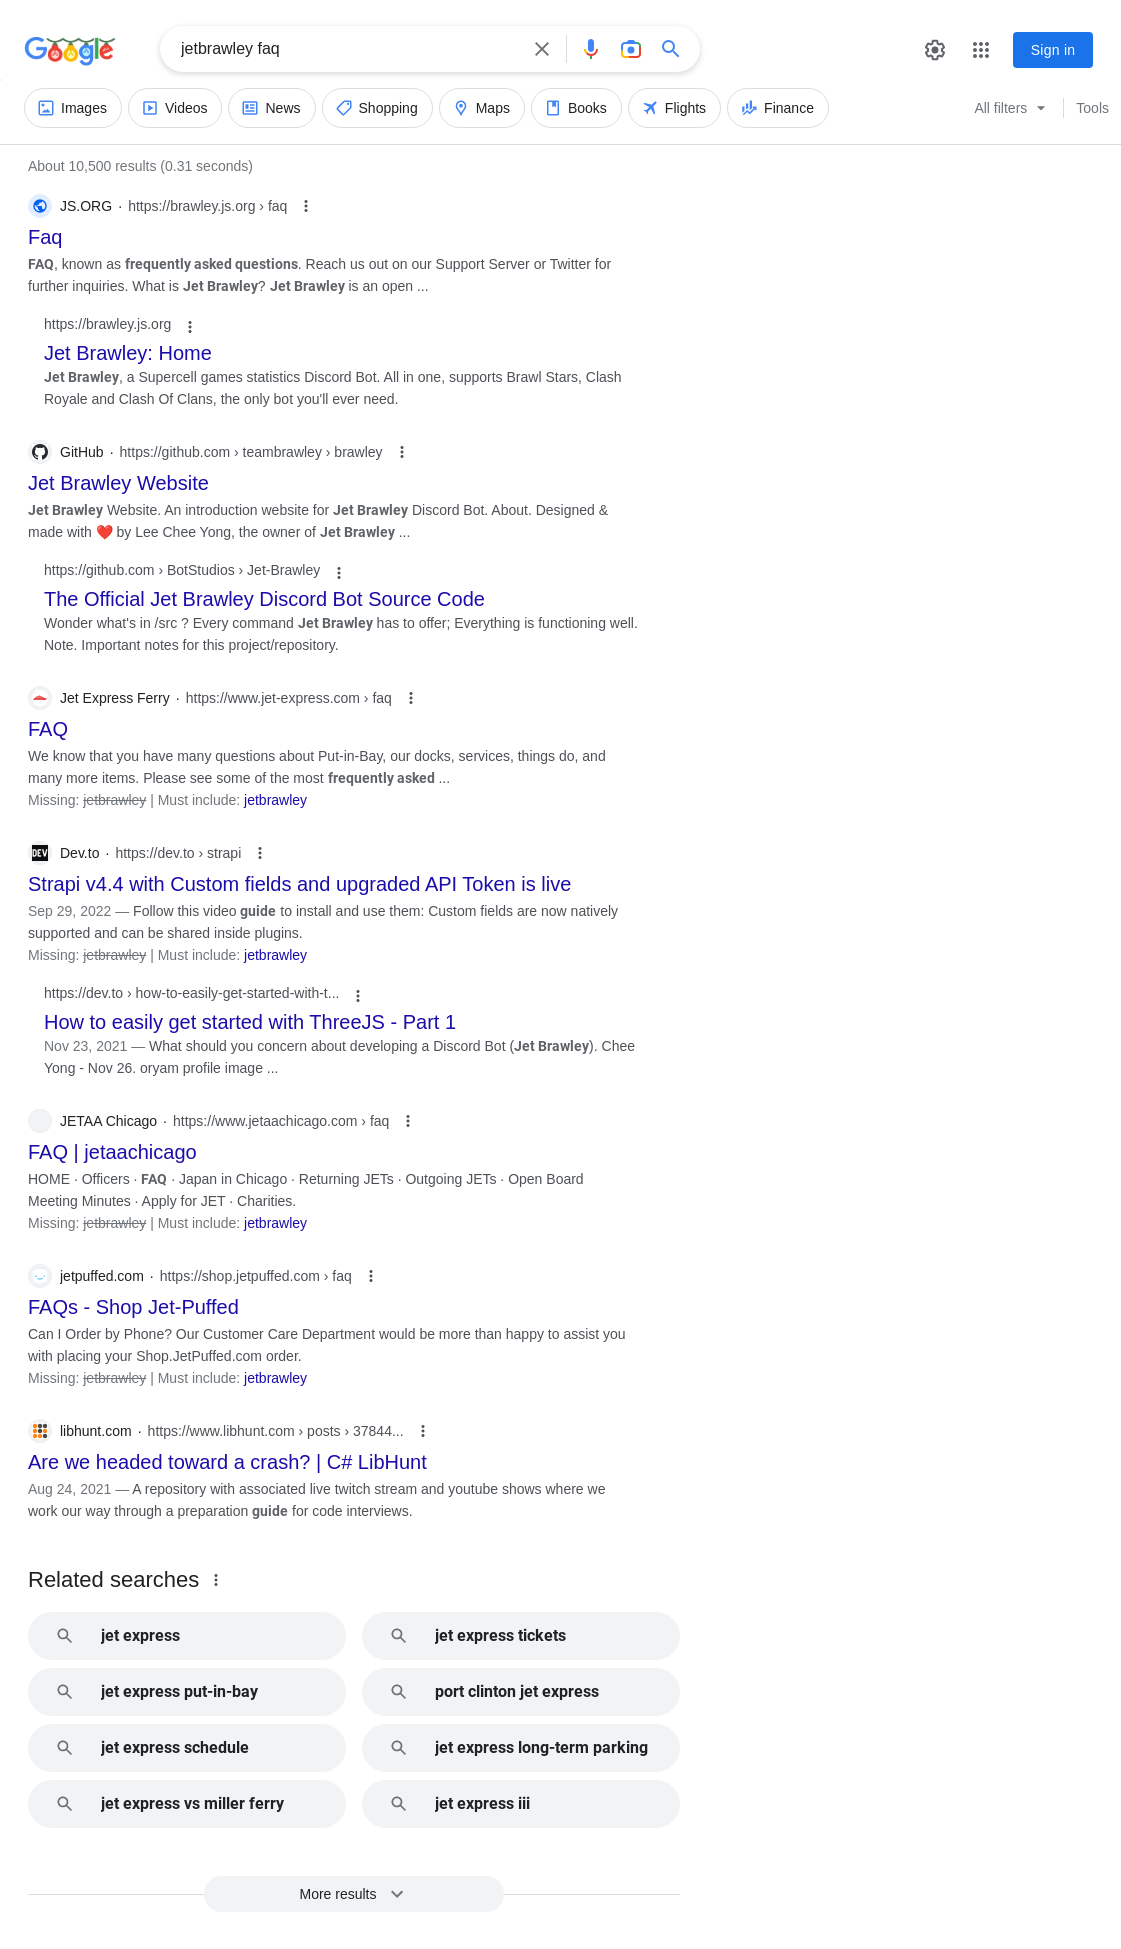 Google
jetbrawley faq
Sign in
Images Videos News Shopping Maps Books Flights Finance All filters Tools
About 10,500 results (0.31 seconds)
JS.ORG · https://brawley.js.org › faq
Faq
FAQ, known as frequently asked questions. Reach us out on our Support Server or Twitter for
further inquiries. What is Jet Brawley? Jet Brawley is an open ...
https://brawley.js.org
Jet Brawley: Home
Jet Brawley, a Supercell games statistics Discord Bot. All in one, supports Brawl Stars, Clash
Royale and Clash Of Clans, the only bot you'll ever need.
GitHub · https://github.com › teambrawley › brawley
Jet Brawley Website
Jet Brawley Website. An introduction website for Jet Brawley Discord Bot. About. Designed &
made with ❤️ by Lee Chee Yong, the owner of Jet Brawley ...
https://github.com › BotStudios › Jet-Brawley
The Official Jet Brawley Discord Bot Source Code
Wonder what's in /src ? Every command Jet Brawley has to offer; Everything is functioning well.
Note. Important notes for this project/repository.
Jet Express Ferry · https://www.jet-express.com › faq
FAQ
We know that you have many questions about Put-in-Bay, our docks, services, things do, and
many more items. Please see some of the most frequently asked ...
Missing: jetbrawley | Must include: jetbrawley
DEV Dev.to · https://dev.to › strapi
Strapi v4.4 with Custom fields and upgraded API Token is live
Sep 29, 2022 — Follow this video guide to install and use them: Custom fields are now natively
supported and can be shared inside plugins.
Missing: jetbrawley | Must include: jetbrawley
https://dev.to › how-to-easily-get-started-with-t...
How to easily get started with ThreeJS - Part 1
Nov 23, 2021 — What should you concern about developing a Discord Bot (Jet Brawley). Chee
Yong - Nov 26. oryam profile image ...
JETAA Chicago · https://www.jetaachicago.com › faq
FAQ | jetaachicago
HOME · Officers · FAQ · Japan in Chicago · Returning JETs · Outgoing JETs · Open Board
Meeting Minutes · Apply for JET · Charities.
Missing: jetbrawley | Must include: jetbrawley
jetpuffed.com · https://shop.jetpuffed.com › faq
FAQs - Shop Jet-Puffed
Can I Order by Phone? Our Customer Care Department would be more than happy to assist you
with placing your Shop.JetPuffed.com order.
Missing: jetbrawley | Must include: jetbrawley
libhunt.com · https://www.libhunt.com › posts › 37844...
Are we headed toward a crash? | C# LibHunt
Aug 24, 2021 — A repository with associated live twitch stream and youtube shows where we
work our way through a preparation guide for code interviews.
Related searches
jet express
jet express tickets
jet express put-in-bay
port clinton jet express
jet express schedule
jet express long-term parking
jet express vs miller ferry
jet express iii
More results